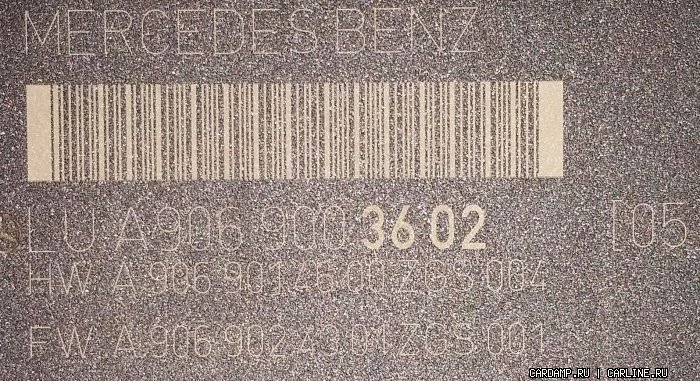 MERCEDES BENZ
LU A 906 900 36 02 [05
HW A 906 901 46 00 ZGS 004
FW A 906 902 43 01 ZGS 001
CARDAMP.RU | CARLINE.RU